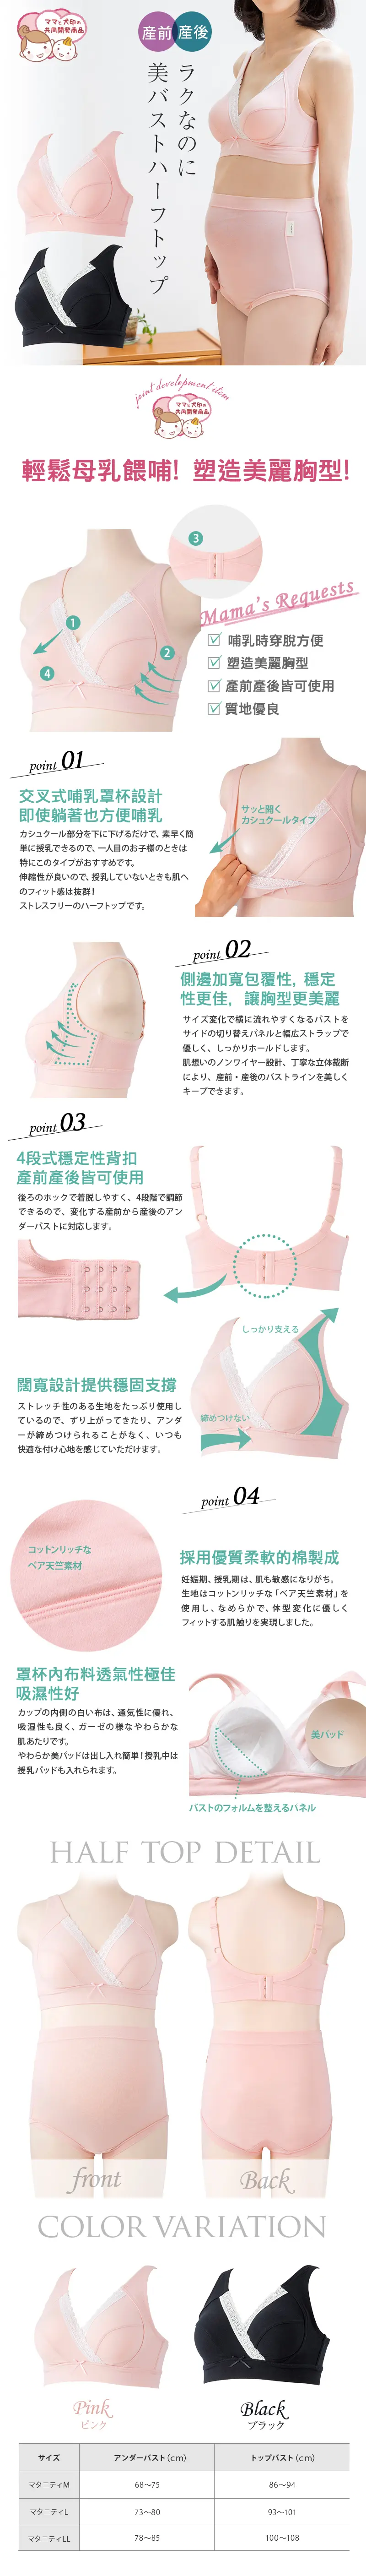 ママと犬印の
共同開発商品
産前 産後
ラクなのに
美バストハーフトップ
joint development item
ママと犬印の
共同開発商品
輕鬆母乳餵哺! 塑造美麗胸型!
3
1
2
4
Mama's Requests
哺乳時穿脫方便
塑造美麗胸型
產前產後皆可使用
質地優良
point 01
交叉式哺乳罩杯設計
即使躺著也方便哺乳
カシュクール部分を下に下げるだけで、素早く簡
単に授乳できるので、一人目のお子様のときは
特にこのタイプがおすすめです。
伸縮性が良いので、授乳していないときも肌へ
のフィット感は抜群!
ストレスフリーのハーフトップです。
サッと開く
カシュクールタイプ
point 02
側邊加寬包覆性, 穩定
性更佳, 讓胸型更美麗
サイズ変化で横に流れやすくなるバストを
サイドの切り替えパネルと幅広ストラップで
優しく、しっかりホールドします。
肌想いのノンワイヤー設計、丁寧な立体裁断
により、産前・産後のバストラインを美しく
キープできます。
point 03
4段式穩定性背扣
產前產後皆可使用
後ろのホックで着脱しやすく、4段階で調節
できるので、変化する産前から産後のアン
ダーバストに対応します。
しっかり支える
締めつけない
闊寬設計提供穩固支撐
ストレッチ性のある生地をたっぷり使用し
ているので、ずり上がってきたり、アンダ
ーが締めつけられることがなく、いつも
快適な付け心地を感じていただけます。
point 04
コットンリッチな
ベア天竺素材
採用優質柔軟的棉製成
妊娠期、授乳期は、肌も敏感になりがち。
生地はコットンリッチな「ベア天竺素材」を
使用し、なめらかで、体型変化に優しく
フィットする肌触りを実現しました。
罩杯內布料透氣性極佳
吸濕性好
カップの内側の白い布は、通気性に優れ、
吸湿性も良く、ガーゼの様なやわらかな
肌あたりです。
やわらか美パッドは出し入れ簡単!授乳中は
授乳パッドも入れられます。
美パッド
バストのフォルムを整えるパネル
HALF TOP DETAIL
front
Back
COLOR VARIATION
Pink
ピンク
Black
ブラック
サイズ アンダーバスト(cm) トップバスト(cm)
マタニティM 68〜75 86〜94
マタニティL 73〜80 93〜101
マタニティLL 78〜85 100〜108